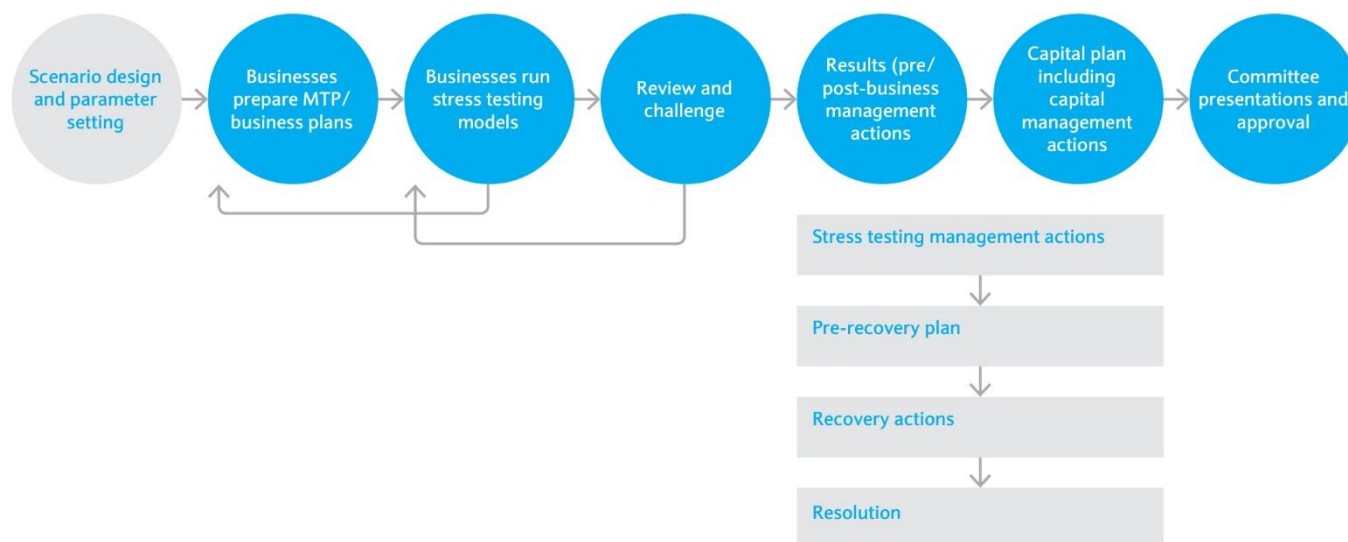 Scenario design
and parameter
setting
Businesses
prepare MTP/
business plans
Businesses run
stress testing
models
Review and
challenge
Results (pre/
post-business
management
actions
Capital plan
including
capital
management
actions
Committee
presentations and
approval
Stress testing management actions
Pre-recovery plan
Recovery actions
Resolution